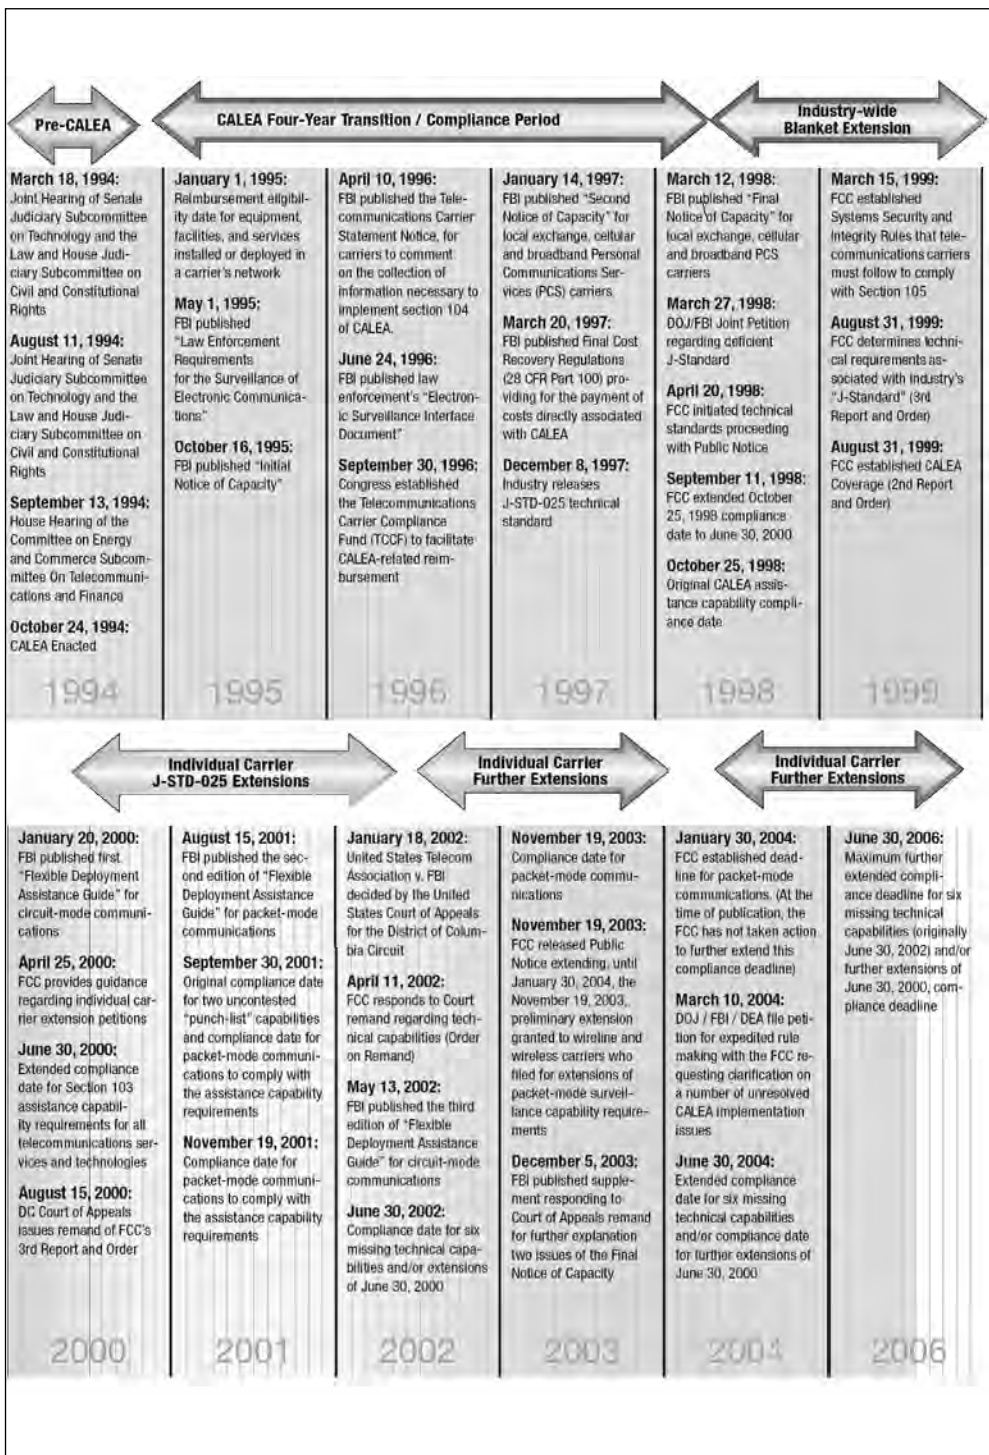 Pre-CALEA
CALEA Four-Year Transition / Compliance Period
Industry-wide
Blanket Extension
March 18, 1994:
Joint Hearing of Senate
Judiciary Subcommittee
on Technology and the
Law and House Judi-
ciary Subcommittee on
Civil and Constitutional
Rights
August 11, 1994:
Joint Hearing of Senate
Judiciary Subcommittee
on Technology and the
Law and House Judi-
ciary Subcommittee on
Civil and Constitutional
Rights
September 13, 1994:
House Hearing of the
Committee on Energy
and Commerce Subcom-
mittee On Telecommuni-
cations and Finance
October 24, 1994:
CALEA Enacted
1994
January 1, 1995:
Reimbursement eligibil-
ity date for equipment,
facilities, and services
installed or deployed in
a carrier's network
May 1, 1995:
FBI published
"Law Enforcement
Requirements
for the Surveillance of
Electronic Communica-
tions"
October 16, 1995:
FBI published "Initial
Notice of Capacity"
1995
April 10, 1996:
FBI published the Tele-
communications Carrier
Statement Notice, for
carriers to comment
on the collection of
information necessary to
implement section 104
of CALEA.
June 24, 1996:
FBI published law
enforcement's "Electron-
ic Surveillance Interface
Document"
September 30, 1996:
Congress established
the Telecommunications
Carrier Compliance
Fund (TCCF) to facilitate
CALEA-related reim-
bursement
1996
January 14, 1997:
FBI published "Second
Notice of Capacity" for
local exchange, cellular
and broadband Personal
Communications Ser-
vices (PCS) carriers
March 20, 1997:
FBI published Final Cost
Recovery Regulations
(28 CFR Part 100) pro-
viding for the payment of
costs directly associated
with CALEA
December 8, 1997:
Industry releases
J-STD-025 technical
standard
1997
March 12, 1998:
FBI published "Final
Notice of Capacity" for
local exchange, cellular
and broadband PCS
carriers
March 27, 1998:
DOJ/FBI Joint Petition
regarding deficient
J-Standard
April 20, 1998:
FCC initiated technical
standards proceeding
with Public Notice
September 11, 1998:
FCC extended October
25, 1998 compliance
date to June 30, 2000
October 25, 1998:
Original CALEA assis-
tance capability compli-
ance date
1998
March 15, 1999:
FCC established
Systems Security and
Integrity Rules that tele-
communications carriers
must follow to comply
with Section 105
August 31, 1999:
FCC determines techni-
cal requirements as-
sociated with Industry's
"J-Standard" (3rd
Report and Order)
August 31, 1999:
FCC established CALEA
Coverage (2nd Report
and Order)
1999
Individual Carrier
J-STD-025 Extensions
Individual Carrier
Further Extensions
Individual Carrier
Further Extensions
January 20, 2000:
FBI published first
"Flexible Deployment
Assistance Guide" for
circuit-mode communi-
cations
April 25, 2000:
FCC provides guidance
regarding individual car-
rier extension petitions
June 30, 2000:
Extended compliance
date for Section 103
assistance capabil-
ity requirements for all
telecommunications ser-
vices and technologies
August 15, 2000:
DC Court of Appeals
issues remand of FCC's
3rd Report and Order
2000
August 15, 2001:
FBI published the sec-
ond edition of "Flexible
Deployment Assistance
Guide" for packet-mode
communications
September 30, 2001:
Original compliance date
for two uncontested
"punch-list" capabilities
and compliance date for
packet-mode communi-
cations to comply with
the assistance capability
requirements
November 19, 2001:
Compliance date for
packet-mode communi-
cations to comply with
the assistance capability
requirements
2001
January 18, 2002:
United States Telecom
Association v. FBI
decided by the United
States Court of Appeals
for the District of Colum-
bia Circuit
April 11, 2002:
FCC responds to Court
remand regarding tech-
nical capabilities (Order
on Remand)
May 13, 2002:
FBI published the third
edition of "Flexible
Deployment Assistance
Guide" for circuit-mode
communications
June 30, 2002:
Compliance date for six
missing technical capa-
bilities and/or extensions
of June 30, 2000
2002
November 19, 2003:
Compliance date for
packet-mode commu-
nications
November 19, 2003:
FCC released Public
Notice extending, until
January 30, 2004, the
November 19, 2003,
preliminary extension
granted to wireline and
wireless carriers who
filed for extensions of
packet-mode surveil-
lance capability require-
ments
December 5, 2003:
FBI published supple-
ment responding to
Court of Appeals remand
for further explanation
two issues of the Final
Notice of Capacity
2003
January 30, 2004:
FCC established dead-
line for packet-mode
communications. (At the
time of publication, the
FCC has not taken action
to further extend this
compliance deadline)
March 10, 2004:
DOJ / FBI / DEA file peti-
tion for expedited rule
making with the FCC re-
questing clarification on
a number of unresolved
CALEA implementation
issues
June 30, 2004:
Extended compliance
date for six missing
technical capabilities
and/or compliance date
for further extensions of
June 30, 2000
2004
June 30, 2006:
Maximum further
extended compli-
ance deadline for six
missing technical
capabilities (originally
June 30, 2002) and/or
further extensions of
June 30, 2000, com-
pliance deadline
2006